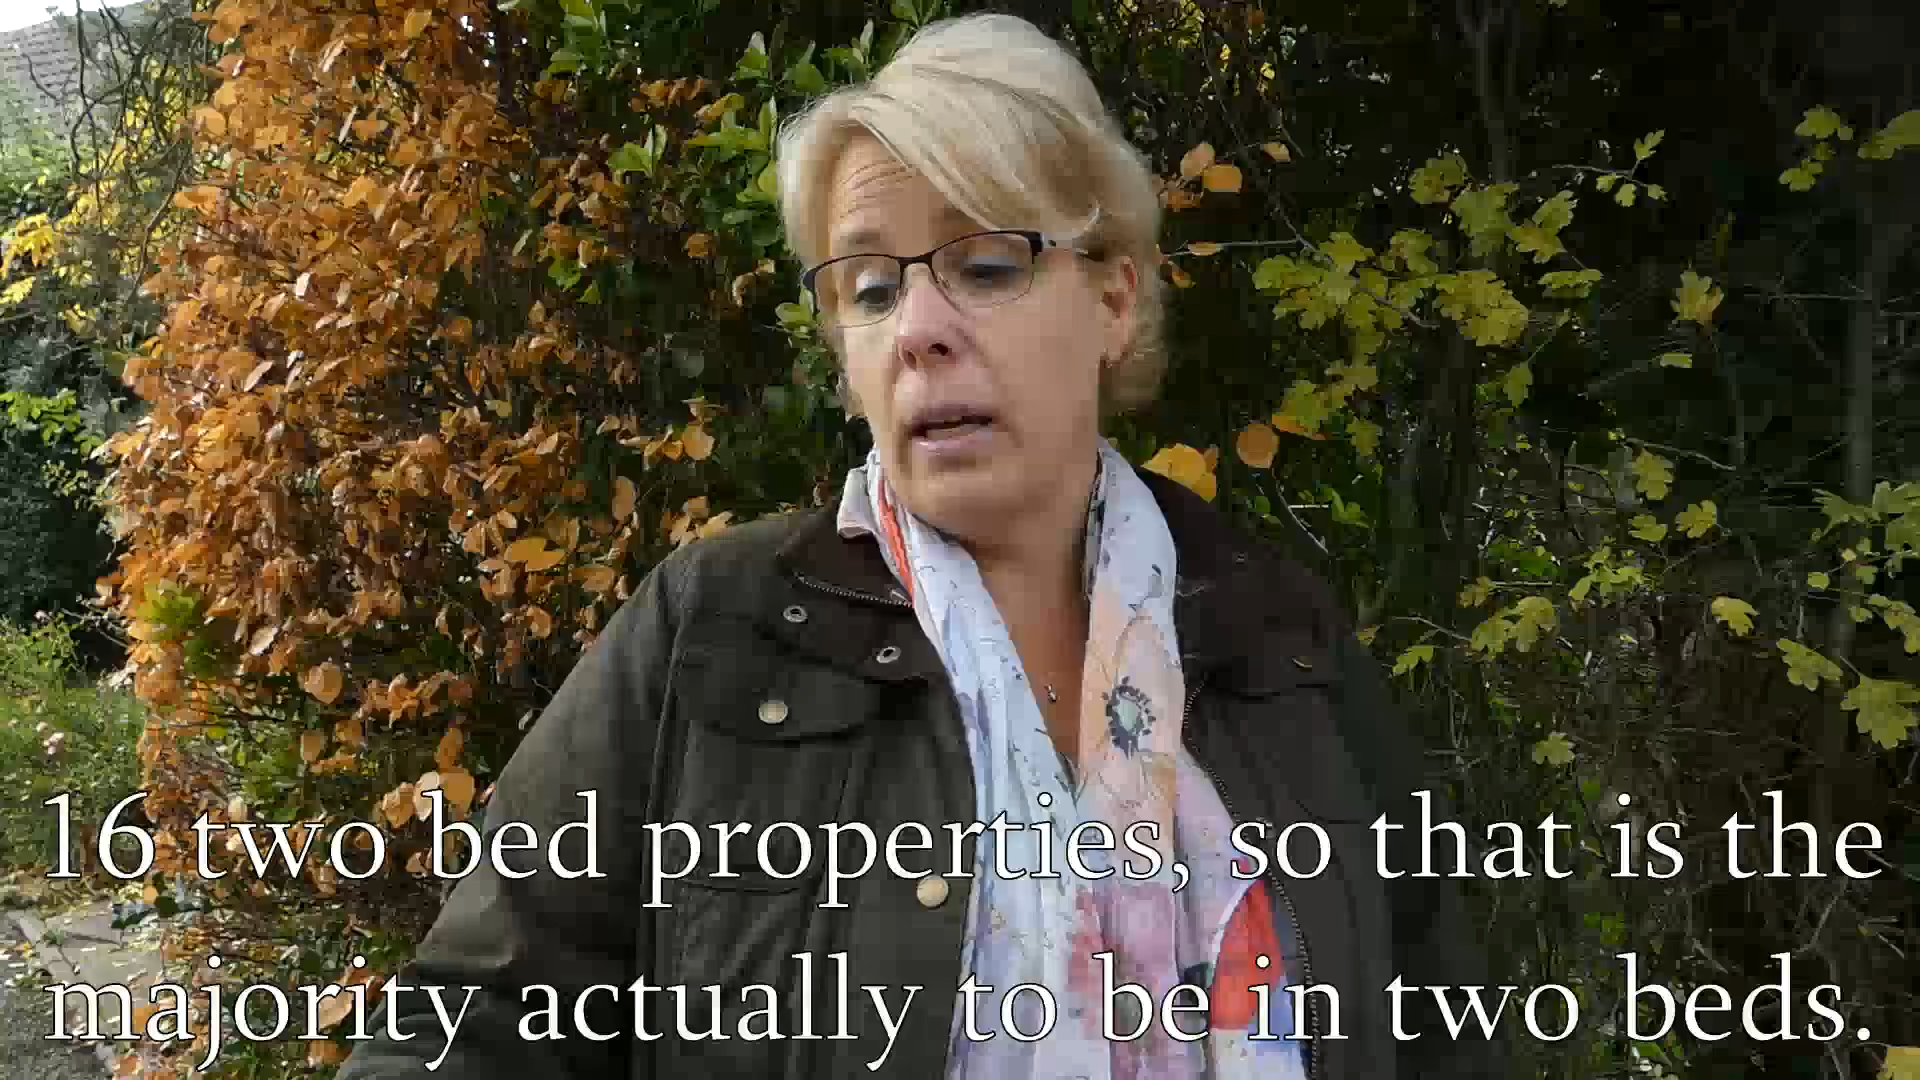 16 two bed properties, so that is the
majority actually to be in two beds.